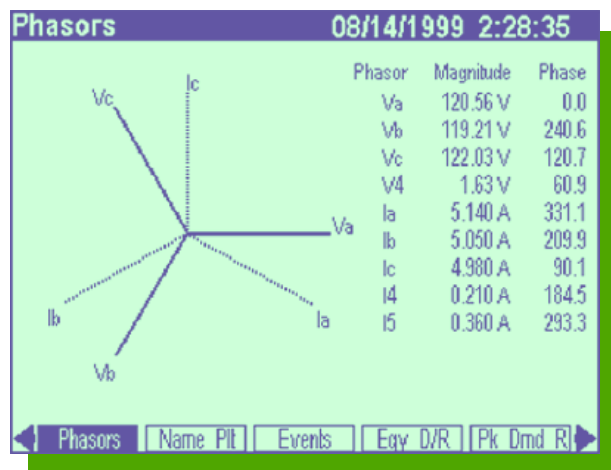 Phasors 08/14/1999 2:28:35
Phasor Magnitude Phase
Va 120.56 V 0.0
Vb 119.21 V 240.6
Vc 122.03 V 120.7
V4 1.63 V 60.9
Ia 5.140 A 331.1
Ib 5.050 A 209.9
Ic 4.980 A 90.1
I4 0.210 A 184.5
I5 0.360 A 293.3
Vc
Ic
Va
Ib
Ia
Vb
Phasors Name Plt Events Eqy D/R Pk Dmd R